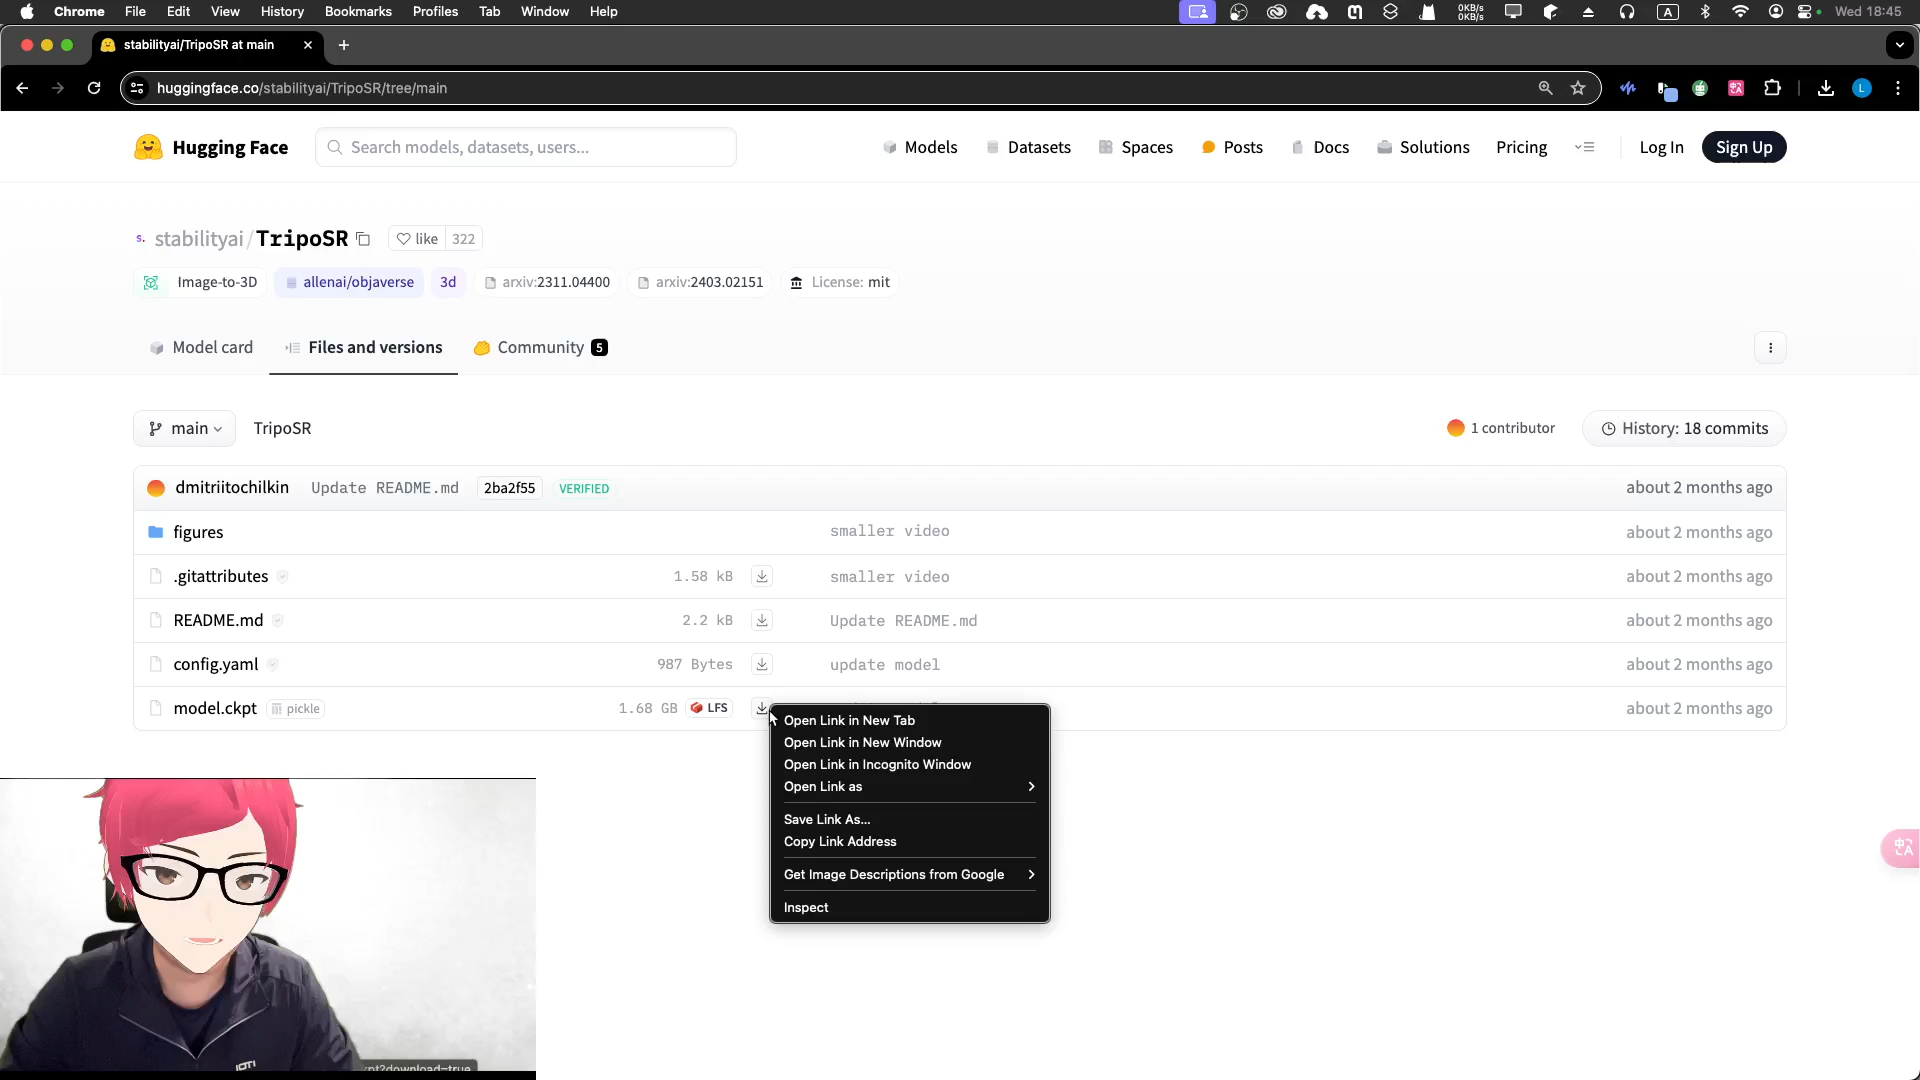 Chrome File Edit View History Bookmarks Profiles Tab Window Help 0KB/s 0KB/s A Wed 18:45
stabilityai/TripoSR at main
huggingface.co/stabilityai/TripoSR/tree/main L
Hugging Face Search models, datasets, users... Models Datasets Spaces Posts Docs Solutions Pricing Log In Sign Up
s. stabilityai/TripoSR like 322
Image-to-3D allenai/objaverse 3d arxiv:2311.04400 arxiv:2403.02151 License: mit
Model card Files and versions Community 5
main TripoSR 1 contributor History: 18 commits
dmitriitochilkin Update README.md 2ba2f55 VERIFIED about 2 months ago
figures smaller video about 2 months ago
.gitattributes 1.58 kB smaller video about 2 months ago
README.md 2.2 kB Update README.md about 2 months ago
config.yaml 987 Bytes update model about 2 months ago
model.ckpt pickle 1.68 GB LFS about 2 months ago
Open Link in New Tab
Open Link in New Window
Open Link in Incognito Window
Open Link as
Save Link As...
Copy Link Address
Get Image Descriptions from Google
Inspect